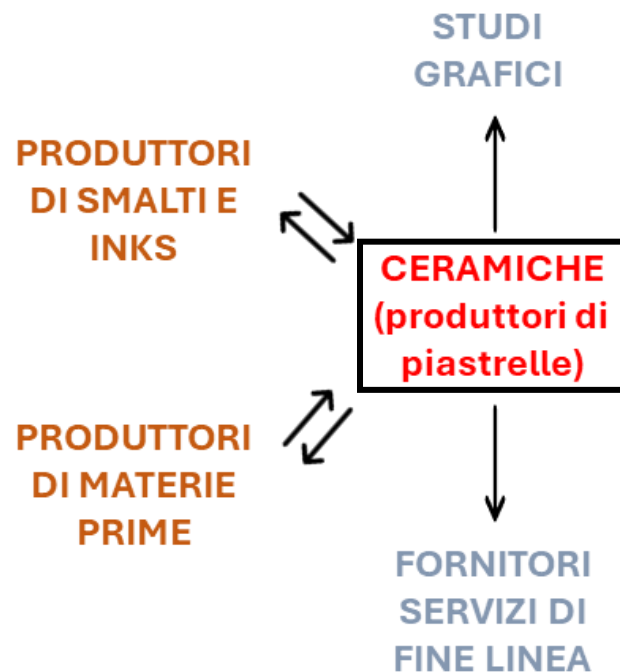 STUDI
GRAFICI
PRODUTTORI
DI SMALTI E
INKS
CERAMICHE
(produttori di
piastrelle)
PRODUTTORI
DI MATERIE
PRIME
FORNITORI
SERVIZI DI
FINE LINEA